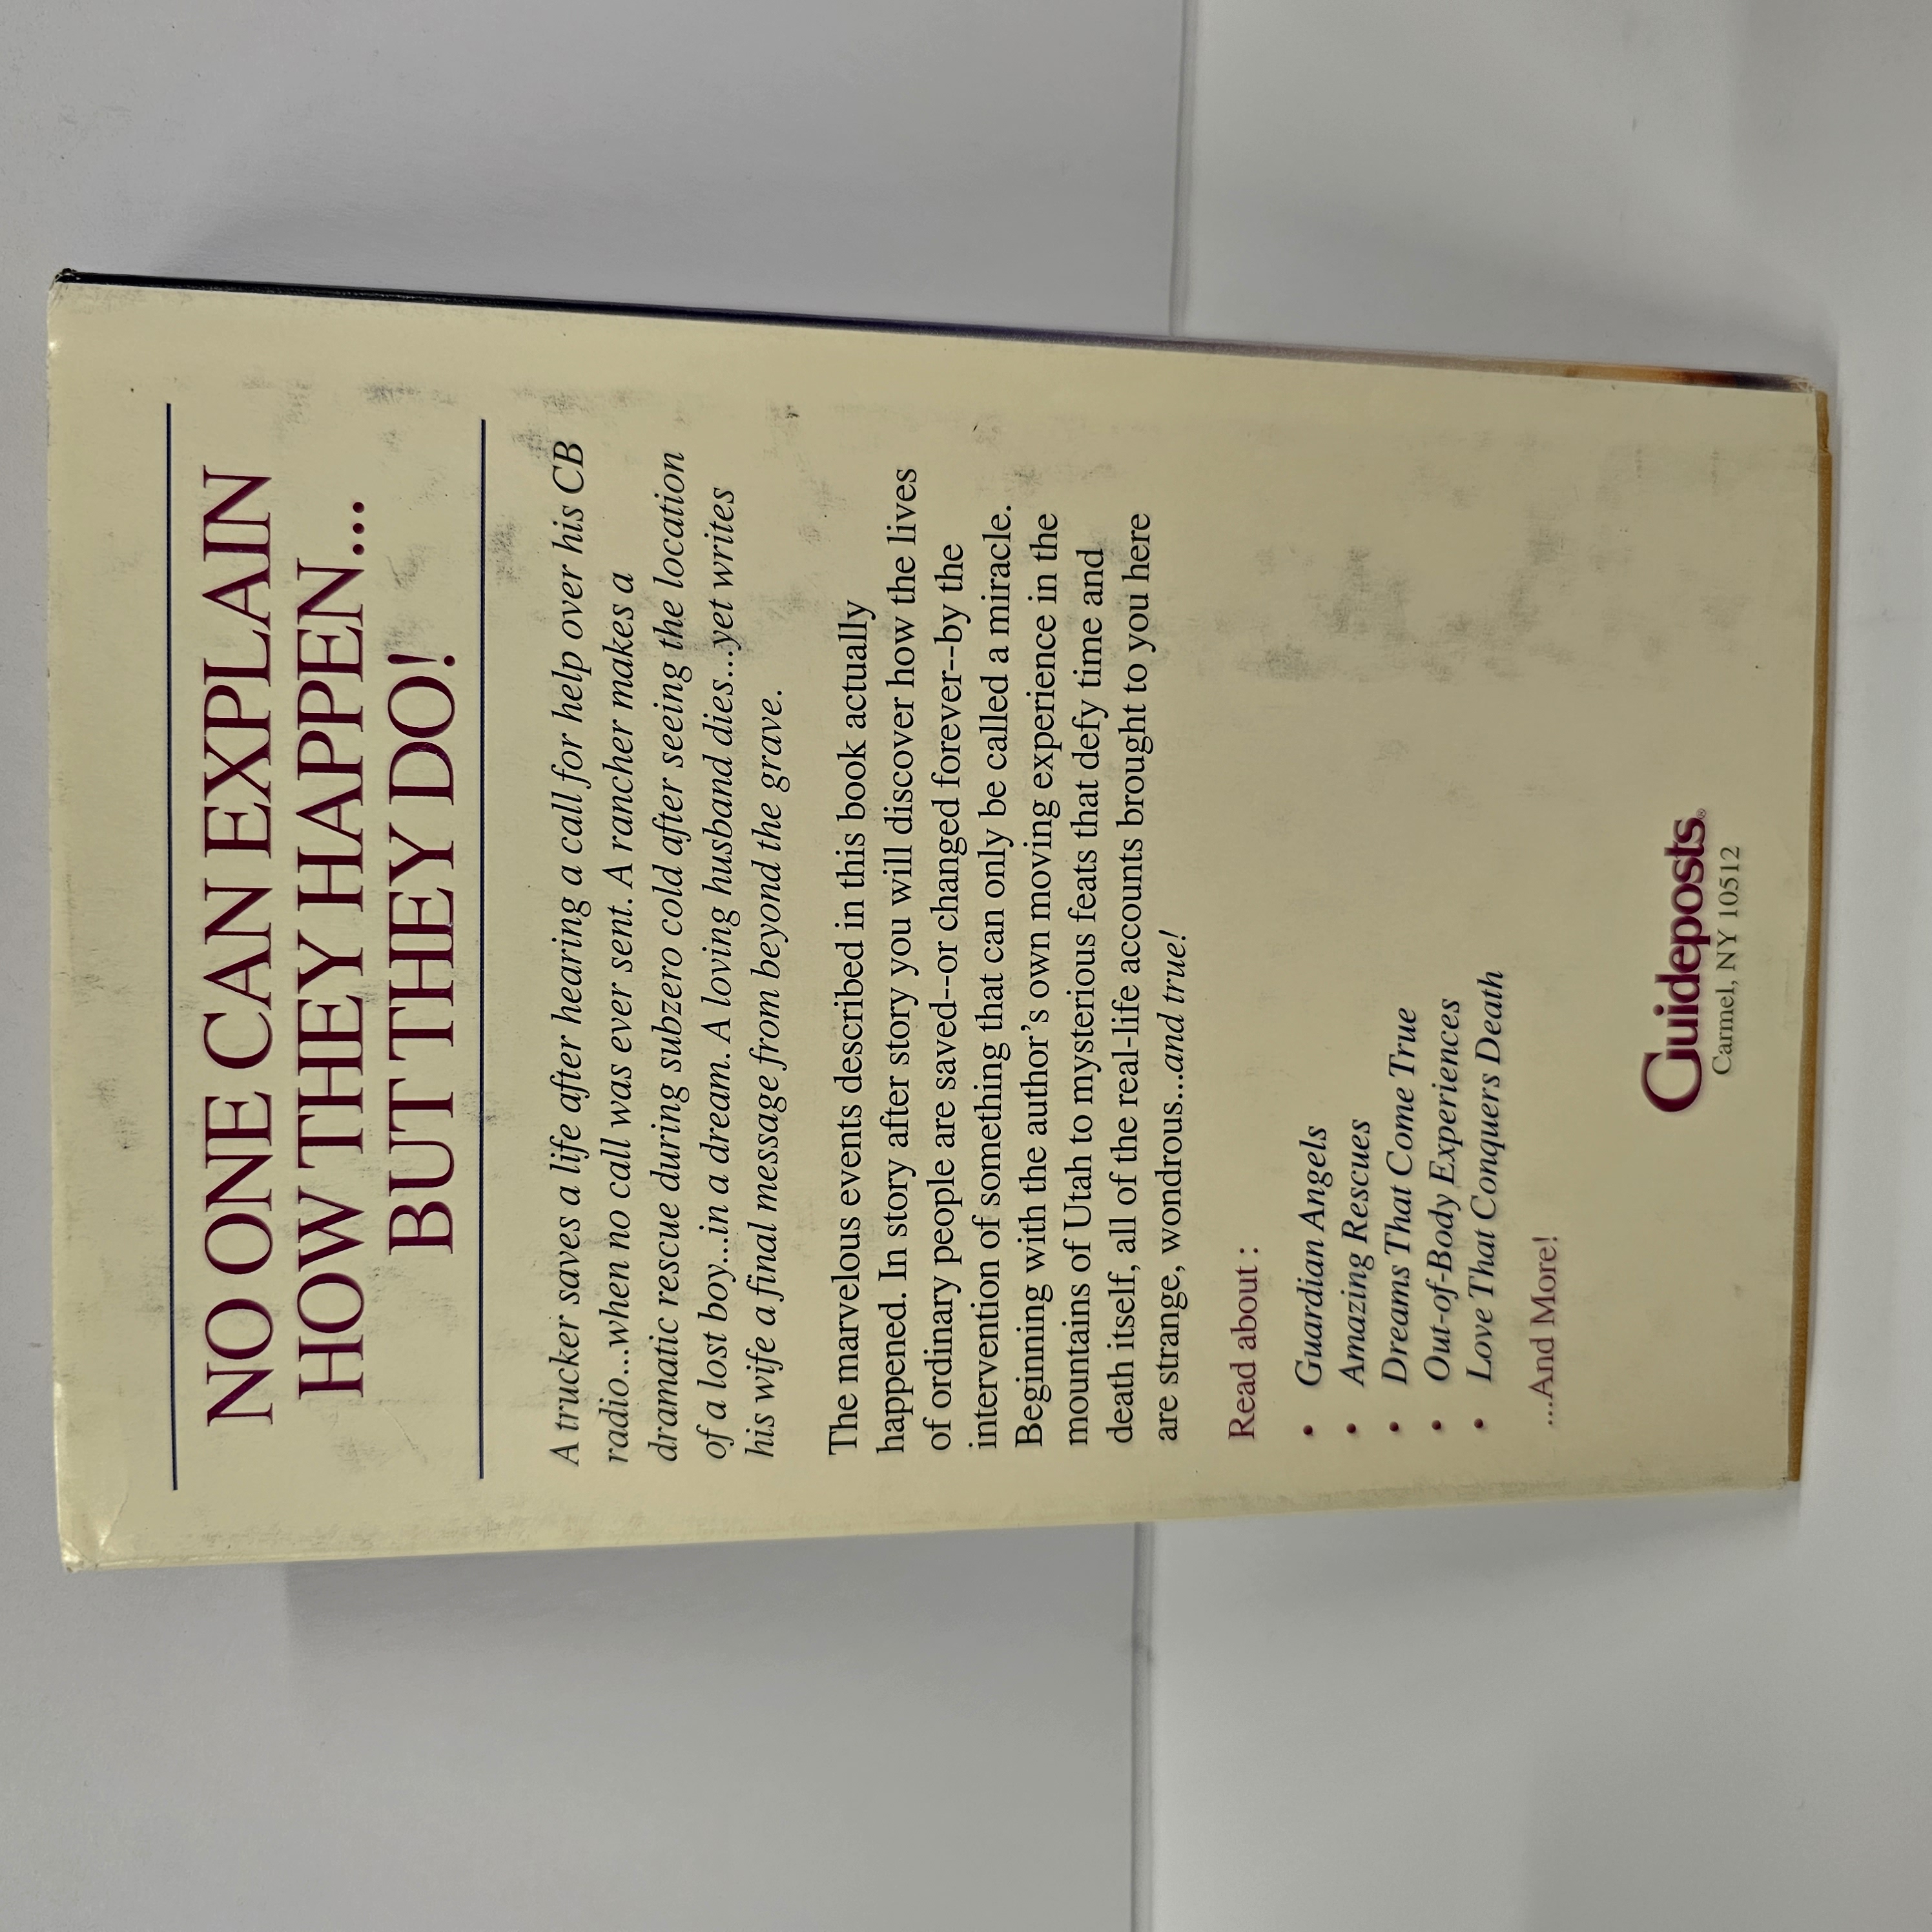 NO ONE CAN EXPLAIN
HOW THEY HAPPEN...
BUT THEY DO!
A trucker saves a life after hearing a call for help over his CB
radio...when no call was ever sent. A rancher makes a
dramatic rescue during subzero cold after seeing the location
of a lost boy...in a dream. A loving husband dies...yet writes
his wife a final message from beyond the grave.
The marvelous events described in this book actually
happened. In story after story you will discover how the lives
of ordinary people are saved--or changed forever--by the
intervention of something that can only be called a miracle.
Beginning with the author’s own moving experience in the
mountains of Utah to mysterious feats that defy time and
death itself, all of the real-life accounts brought to you here
are strange, wondrous...and true!
Read about :
• Guardian Angels
• Amazing Rescues
• Dreams That Come True
• Out-of-Body Experiences
• Love That Conquers Death
...And More!
Guideposts®
Carmel, NY 10512